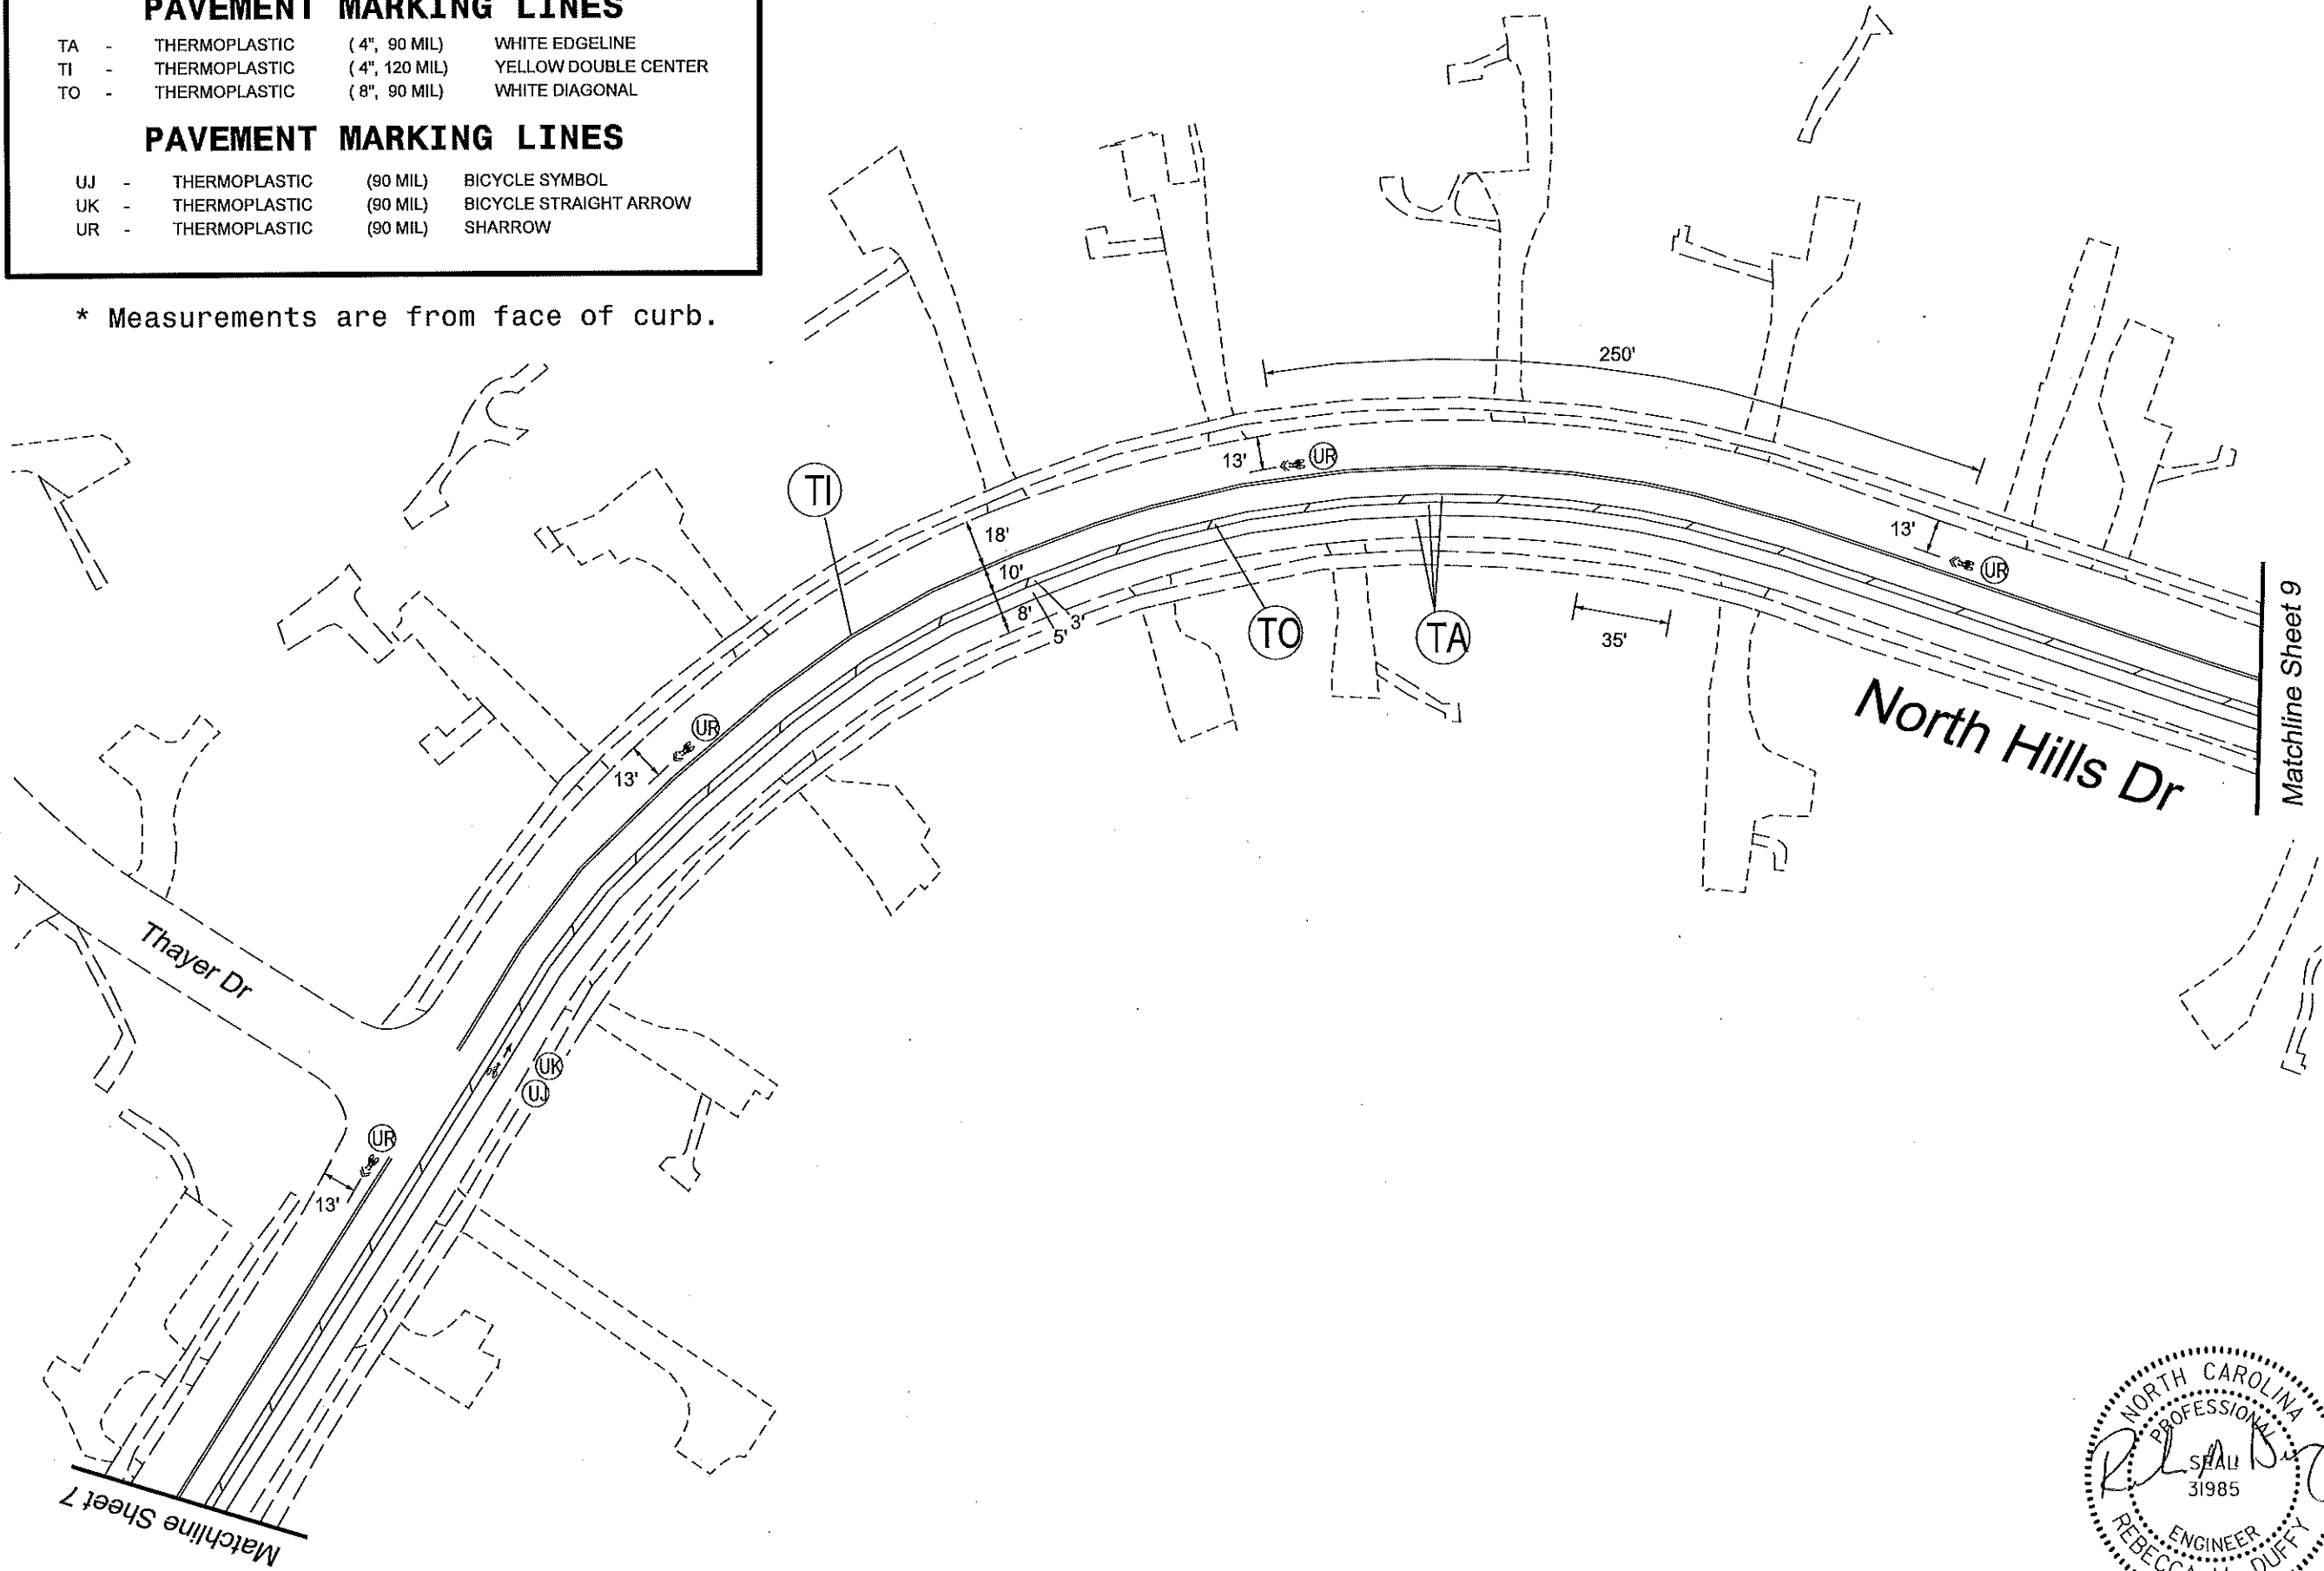 PAVEMENT MARKING LINES
TA - THERMOPLASTIC ( 4", 90 MIL) WHITE EDGELINE
TI - THERMOPLASTIC ( 4", 120 MIL) YELLOW DOUBLE CENTER
TO - THERMOPLASTIC ( 8", 90 MIL) WHITE DIAGONAL
PAVEMENT MARKING LINES
UJ - THERMOPLASTIC (90 MIL) BICYCLE SYMBOL
UK - THERMOPLASTIC (90 MIL) BICYCLE STRAIGHT ARROW
UR - THERMOPLASTIC (90 MIL) SHARROW
* Measurements are from face of curb.
250'
13' UR
TI
18'
10'
8'
5' 3'
TO
TA
35'
13' UR
Matchline Sheet 9
North Hills Dr
UR
13'
Thayer Dr
UK
UJ
UR
13'
Matchline Sheet 7
NORTH CAROLINA
PROFESSIONAL
SEAL
31985
ENGINEER
REBECCA DUFFY